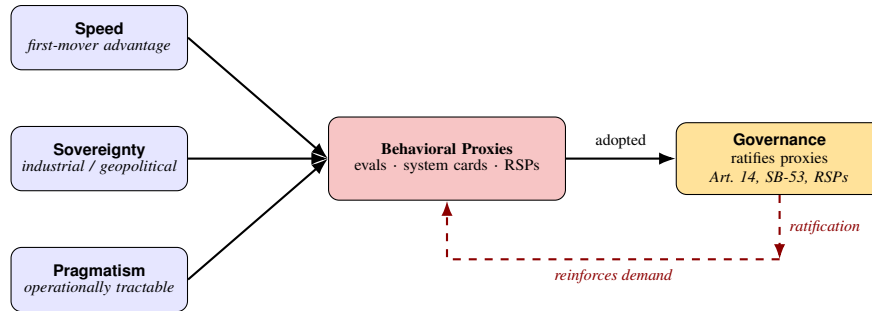 Speed
first-mover advantage
Sovereignty
industrial / geopolitical
Pragmatism
operationally tractable
Behavioral Proxies
evals · system cards · RSPs
adopted
Governance
ratifies proxies
Art. 14, SB-53, RSPs
ratification
reinforces demand